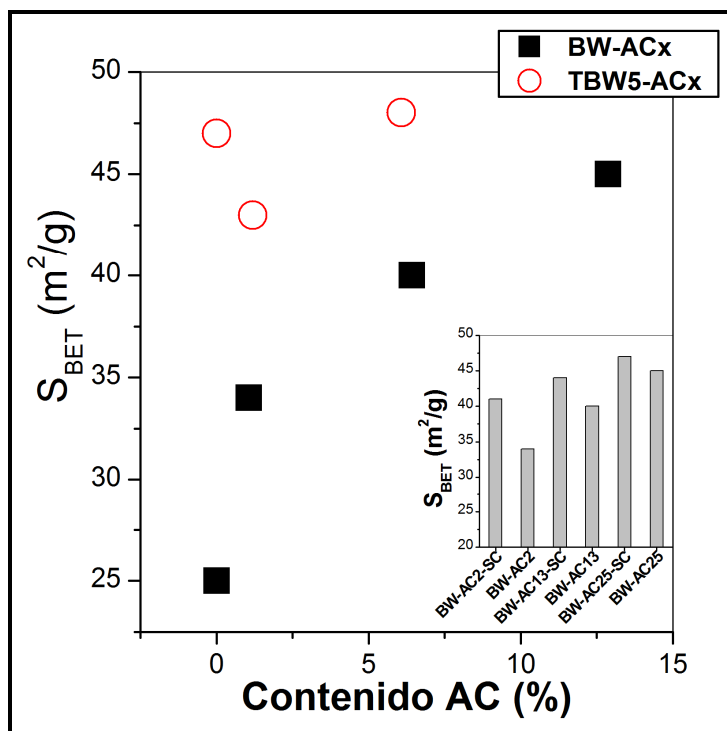 BW-ACx
TBW5-ACx
50
45
40
35
30
25
S_BET (m²/g)
0
5
10
15
Contenido AC (%)
50
45
40
35
30
25
20
S_BET (m²/g)
BW-AC2-SC
BW-AC2
BW-AC13-SC
BW-AC13
BW-AC25-SC
BW-AC25